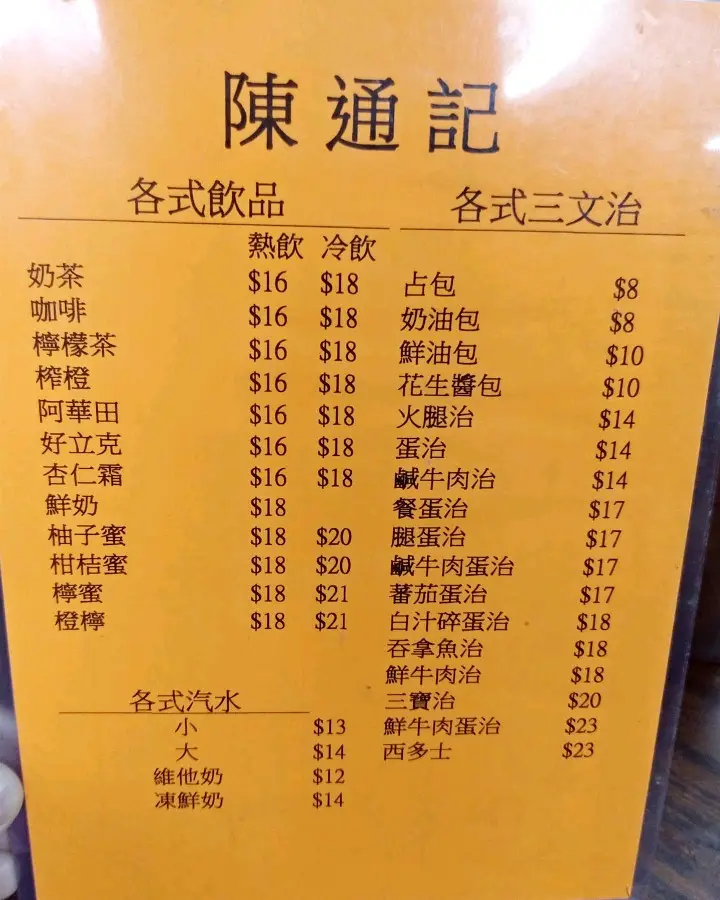 陳通記
各式飲品
熱飲 冷飲
奶茶 $16 $18
咖啡 $16 $18
檸檬茶 $16 $18
榨橙 $16 $18
阿華田 $16 $18
好立克 $16 $18
杏仁霜 $16 $18
鮮奶 $18
柚子蜜 $18 $20
柑桔蜜 $18 $20
檸蜜 $18 $21
橙檸 $18 $21
各式汽水
小 $13
大 $14
維他奶 $12
凍鮮奶 $14
各式三文治
占包 $8
奶油包 $8
鮮油包 $10
花生醬包 $10
火腿治 $14
蛋治 $14
鹹牛肉治 $14
餐蛋治 $17
腿蛋治 $17
鹹牛肉蛋治 $17
蕃茄蛋治 $17
白汁碎蛋治 $18
吞拿魚治 $18
鮮牛肉治 $18
三寶治 $20
鮮牛肉蛋治 $23
西多士 $23